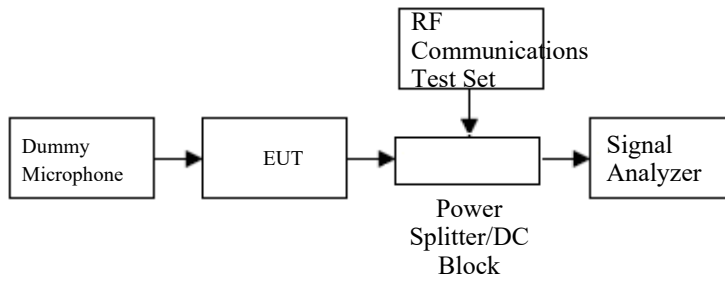 RF
Communications
Test Set
Dummy
Microphone
EUT
Signal
Analyzer
Power
Splitter/DC
Block